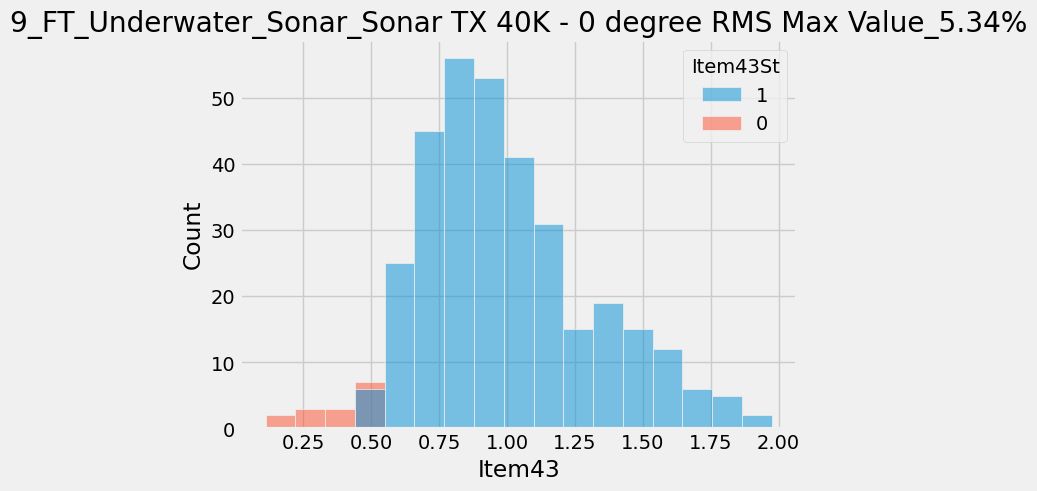 9_FT_Underwater_Sonar_Sonar TX 40K - 0 degree RMS Max Value_5.34%
Item43St
1
0
Count
50
40
30
20
10
0
0.25 0.50 0.75 1.00 1.25 1.50 1.75 2.00
Item43